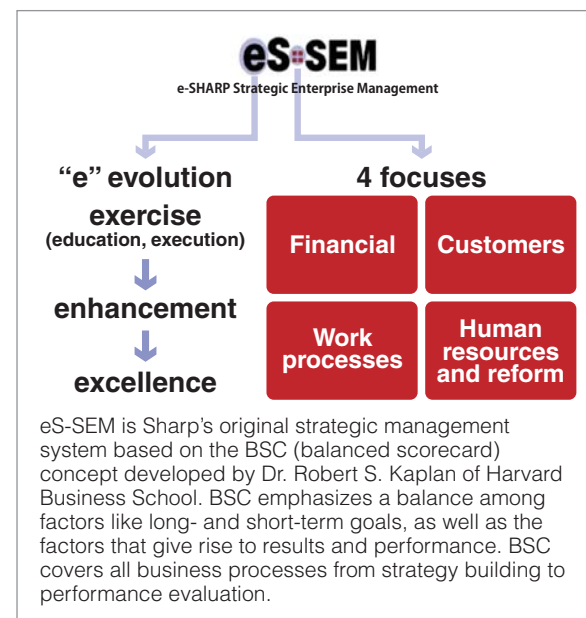 eS-SEM
e-SHARP Strategic Enterprise Management
“e” evolution
exercise
(education, execution)
enhancement
excellence
4 focuses
Financial
Customers
Work
processes
Human
resources
and reform
eS-SEM is Sharp’s original strategic management
system based on the BSC (balanced scorecard)
concept developed by Dr. Robert S. Kaplan of Harvard
Business School. BSC emphasizes a balance among
factors like long- and short-term goals, as well as the
factors that give rise to results and performance. BSC
covers all business processes from strategy building to
performance evaluation.